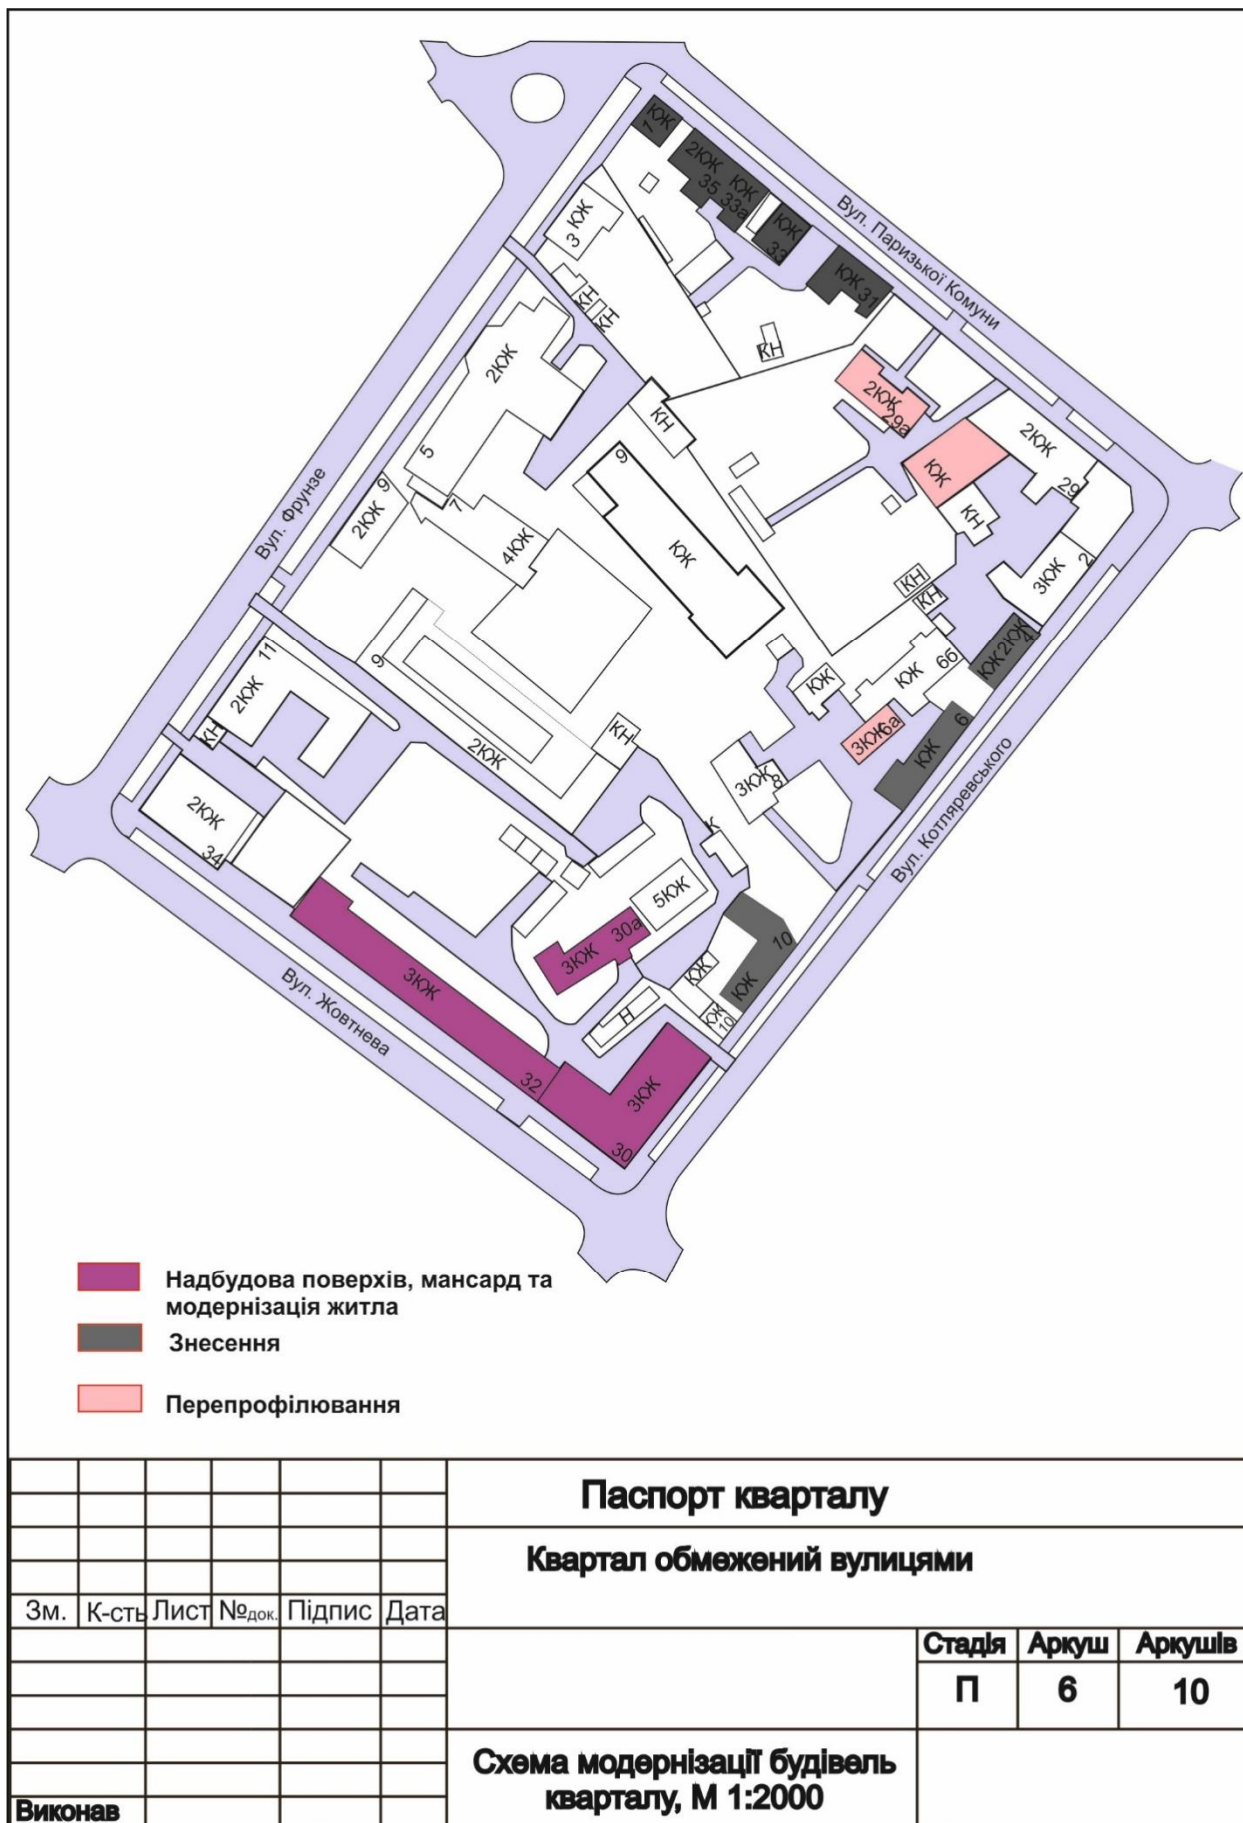 КЖ
1
2КЖ
35
КЖ
33а
КЖ
33
КЖ 31
Вул. Паризької Комуни
КЖ
3
КН
КН
КН
2КЖ
5
7
2КЖ
29а
2КЖ
29
КН
9
КЖ
КЖ
КН
2КЖ
9
4КЖ
Вул. Фрунзе
3КЖ
2
КН
КН
2КЖ
4
КЖ
КЖ
6б
КЖ
3КЖ
6а
КЖ
6
11
2КЖ
КН
9
2КЖ
КН
3КЖ
8
Вул. Котляревського
2КЖ
34
К
5КЖ
30а
3КЖ
10
КЖ
КЖ
КЖ
10
Н
3КЖ
32
Вул. Жовтнева
3КЖ
30
Надбудова поверхів, мансард та
модернізація житла
Знесення
Перепрофілювання
Паспорт кварталу
Квартал обмежений вулицями
Зм. К-сть Лист №док. Підпис Дата
Стадія Аркуш Аркушів
П 6 10
Схема модернізації будівель
кварталу, М 1:2000
Виконав